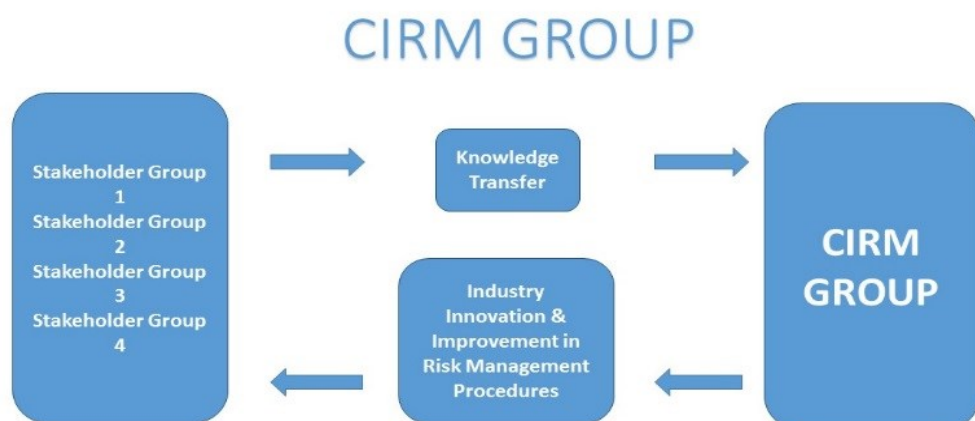 CIRM GROUP
Stakeholder Group
1
Stakeholder Group
2
Stakeholder Group
3
Stakeholder Group
4
Knowledge
Transfer
Industry
Innovation &
Improvement in
Risk Management
Procedures
CIRM
GROUP